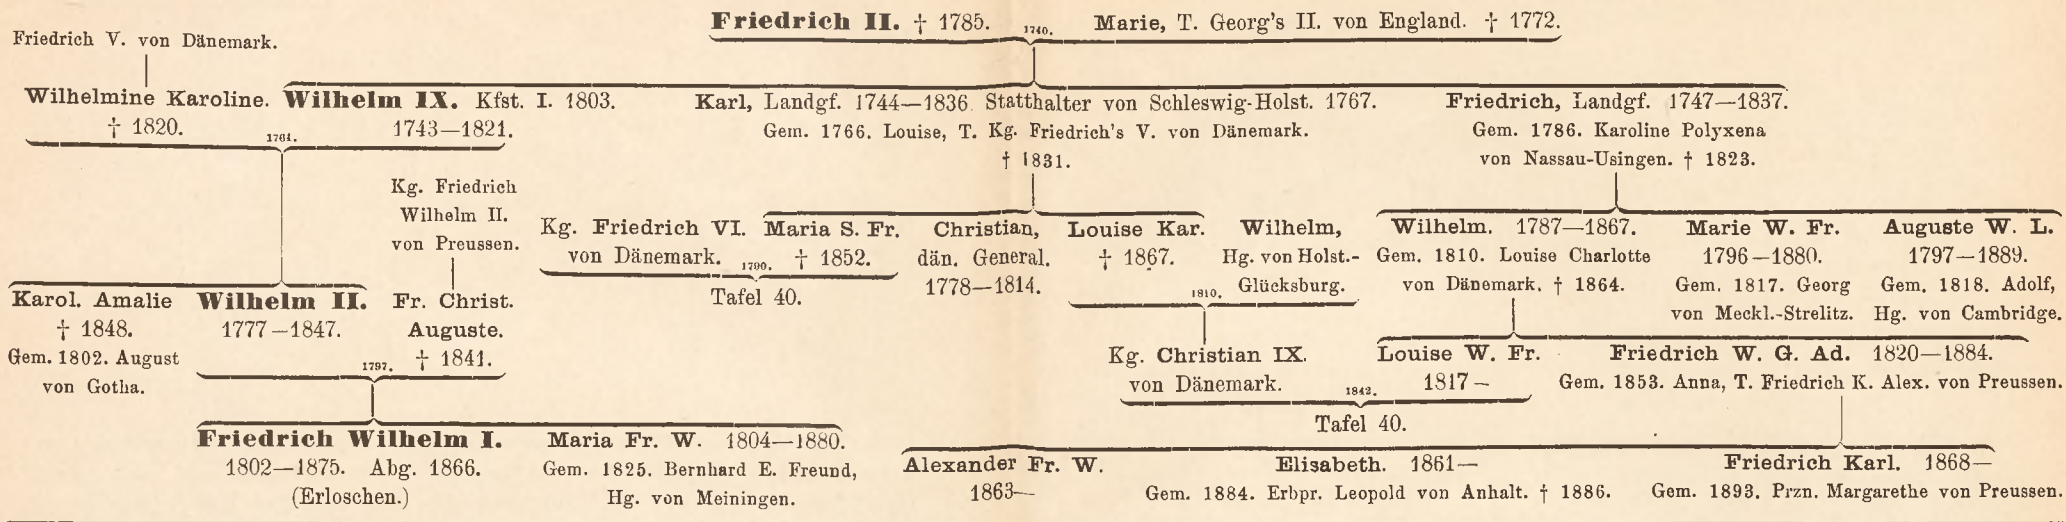 Friedrich II. † 1785. 1740. Marie, T. Georg's II. von England. † 1772.
Friedrich V. von Dänemark.
Wilhelmine Karoline.
† 1820.
1764.
Wilhelm IX. Kfst. I. 1803.
1743—1821.
Karl, Landgf. 1744—1836. Statthalter von Schleswig-Holst. 1767.
Gem. 1766. Louise, T. Kg. Friedrich's V. von Dänemark.
† 1831.
Friedrich, Landgf. 1747—1837.
Gem. 1786. Karoline Polyxena
von Nassau-Usingen. † 1823.
Kg. Friedrich
Wilhelm II.
von Preussen.
Kg. Friedrich VI.
von Dänemark.
1790.
Maria S. Fr.
† 1852.
Tafel 40.
Christian,
dän. General.
1778—1814.
Louise Kar.
† 1867.
1810.
Wilhelm,
Hg. von Holst.-
Glücksburg.
Wilhelm. 1787—1867.
Gem. 1810. Louise Charlotte
von Dänemark. † 1864.
Marie W. Fr.
1796—1880.
Gem. 1817. Georg
von Meckl.-Strelitz.
Auguste W. L.
1797—1889.
Gem. 1818. Adolf,
Hg. von Cambridge.
Karol. Amalie
† 1848.
Gem. 1802. August
von Gotha.
Wilhelm II.
1777—1847.
1797.
Fr. Christ.
Auguste.
† 1841.
Kg. Christian IX.
von Dänemark.
1842.
Louise W. Fr.
1817—
Tafel 40.
Friedrich W. G. Ad. 1820—1884.
Gem. 1853. Anna, T. Friedrich K. Alex. von Preussen.
Friedrich Wilhelm I.
1802—1875. Abg. 1866.
(Erloschen.)
Maria Fr. W. 1804—1880.
Gem. 1825. Bernhard E. Freund,
Hg. von Meiningen.
Alexander Fr. W.
1863—
Elisabeth. 1861—
Gem. 1884. Erbpr. Leopold von Anhalt. † 1886.
Friedrich Karl. 1868—
Gem. 1893. Przn. Margarethe von Preussen.